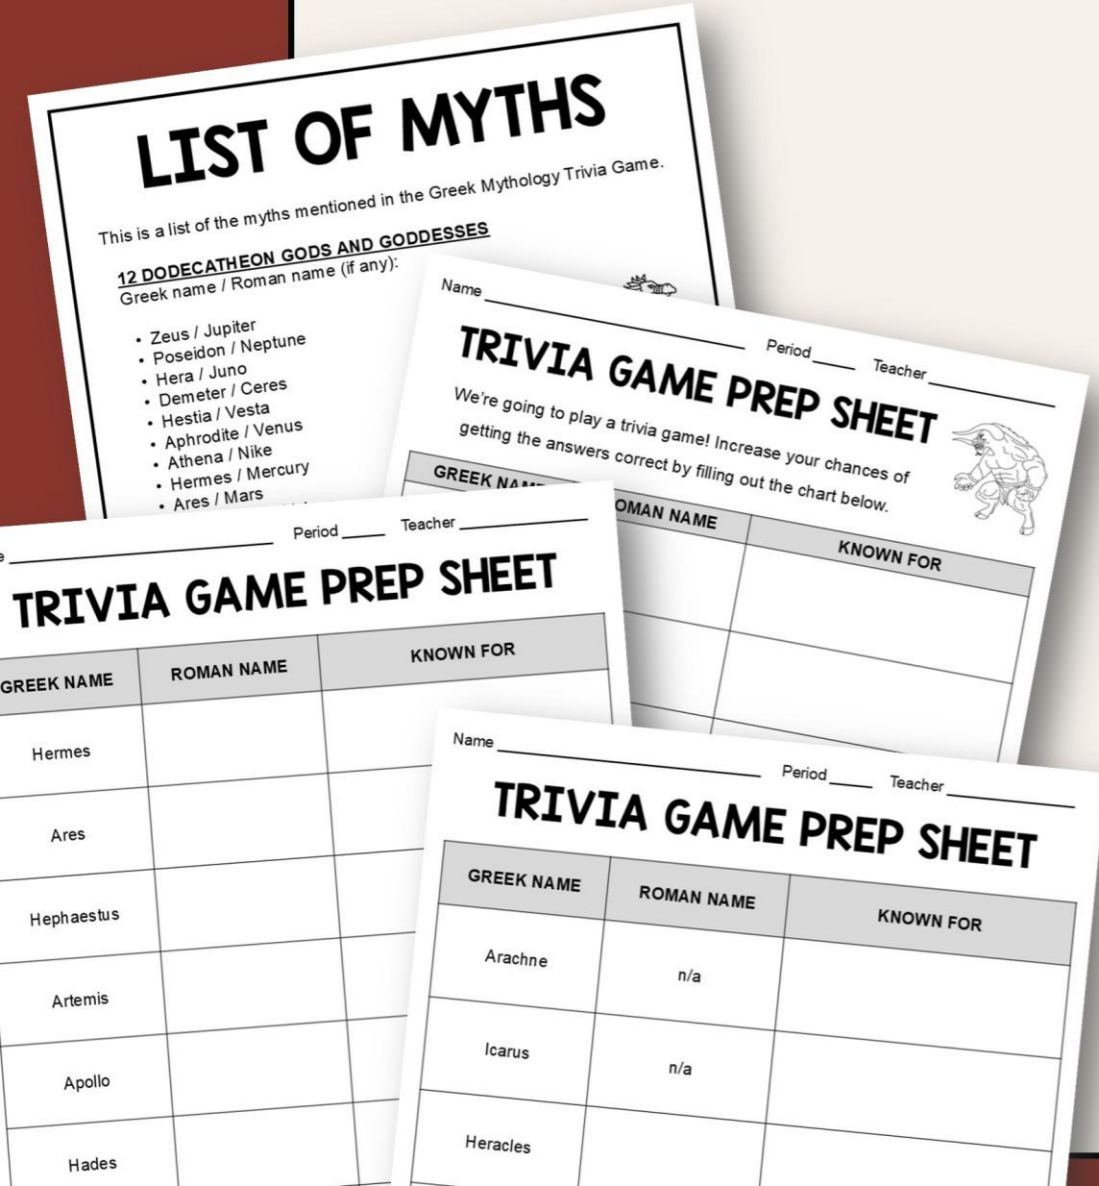 LIST OF MYTHS
This is a list of the myths mentioned in the Greek Mythology Trivia Game.
12 DODECATHEON GODS AND GODDESSES
Greek name / Roman name (if any):
• Zeus / Jupiter
• Poseidon / Neptune
• Hera / Juno
• Demeter / Ceres
• Hestia / Vesta
• Aphrodite / Venus
• Athena / Nike
• Hermes / Mercury
• Ares / Mars
Name Period Teacher
TRIVIA GAME PREP SHEET
We're going to play a trivia game! Increase your chances of
getting the answers correct by filling out the chart below.
GREEK NAME ROMAN NAME KNOWN FOR
Period Teacher
TRIVIA GAME PREP SHEET
GREEK NAME ROMAN NAME KNOWN FOR
Hermes
Ares
Hephaestus
Artemis
Apollo
Hades
Name Period Teacher
TRIVIA GAME PREP SHEET
GREEK NAME ROMAN NAME KNOWN FOR
Arachne n/a
Icarus n/a
Heracles